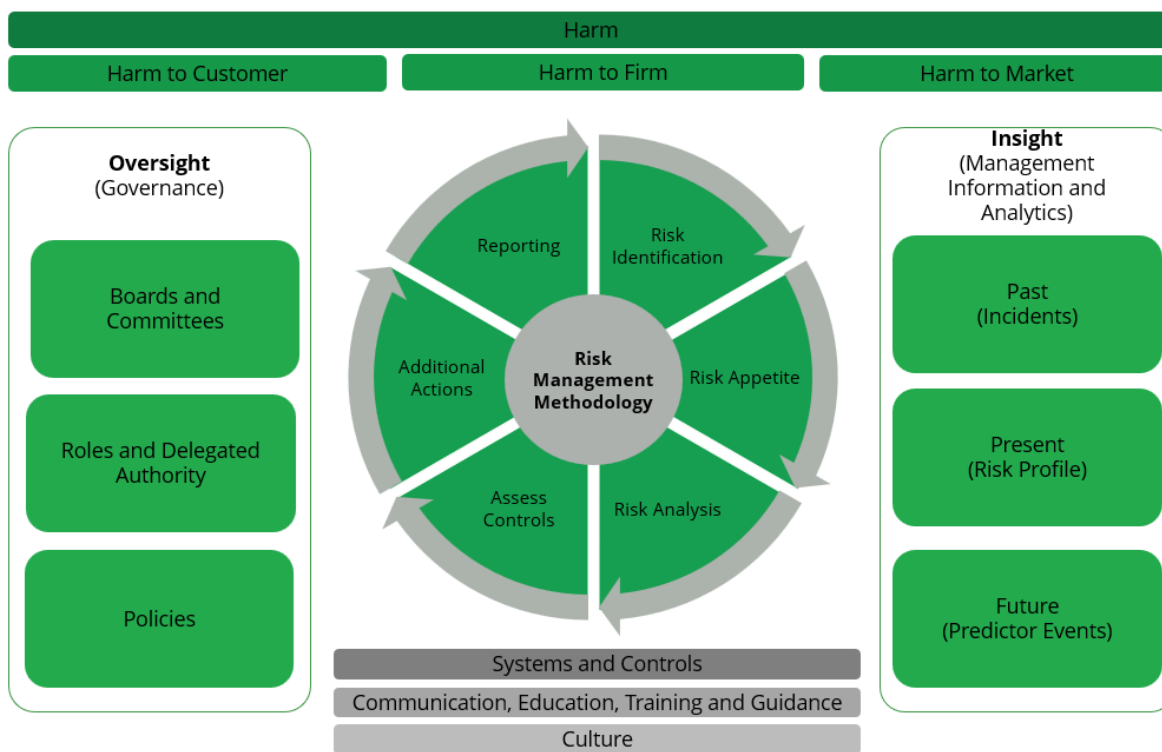 Harm
Harm to Customer
Harm to Firm
Harm to Market
Oversight
(Governance)
Boards and
Committees
Roles and Delegated
Authority
Policies
Reporting
Risk
Identification
Additional
Actions
Risk
Management
Methodology
Risk Appetite
Assess
Controls
Risk Analysis
Systems and Controls
Communication, Education, Training and Guidance
Culture
Insight
(Management
Information and
Analytics)
Past
(Incidents)
Present
(Risk Profile)
Future
(Predictor Events)